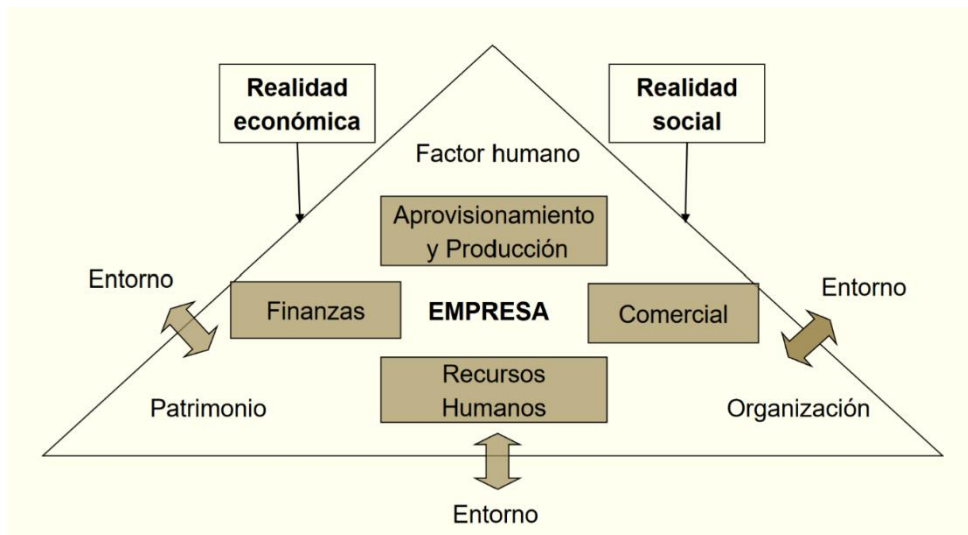 Realidad
económica
Realidad
social
Factor humano
Aprovisionamiento
y Producción
Entorno
Entorno
Finanzas
EMPRESA
Comercial
Recursos
Humanos
Patrimonio
Organización
Entorno